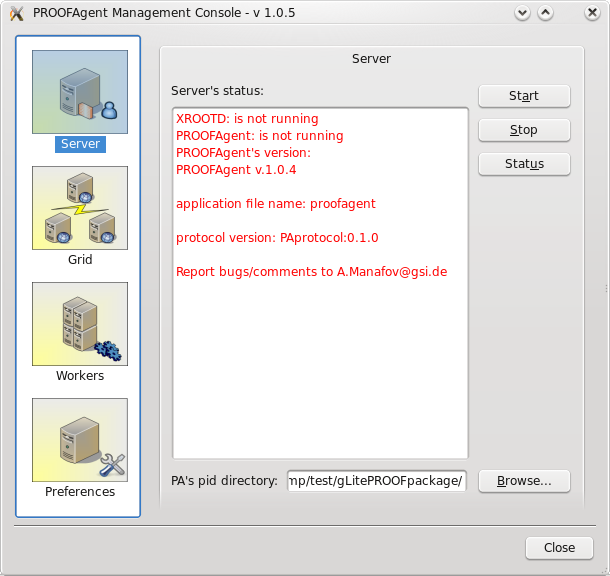 PROOFAgent Management Console - v 1.0.5
Server
Grid
Workers
Preferences
Server
Server's status:
XROOTD: is not running
PROOFAgent: is not running
PROOFAgent's version:
PROOFAgent v.1.0.4
application file name: proofagent
protocol version: PAprotocol:0.1.0
Report bugs/comments to A.Manafov@gsi.de
Start
Stop
Status
PA's pid directory:
mp/test/gLitePROOFpackage/
Browse...
Close